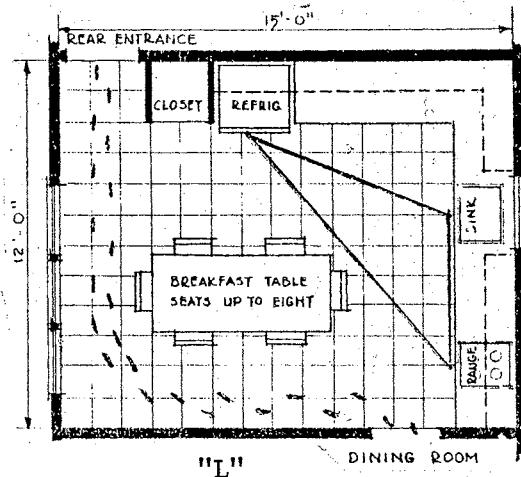 15'-0"
REAR ENTRANCE
CLOSET
REFRIG
12'-0"
SINK
BREAKFAST TABLE
SEATS UP TO EIGHT
RANGE
"L"
DINING ROOM